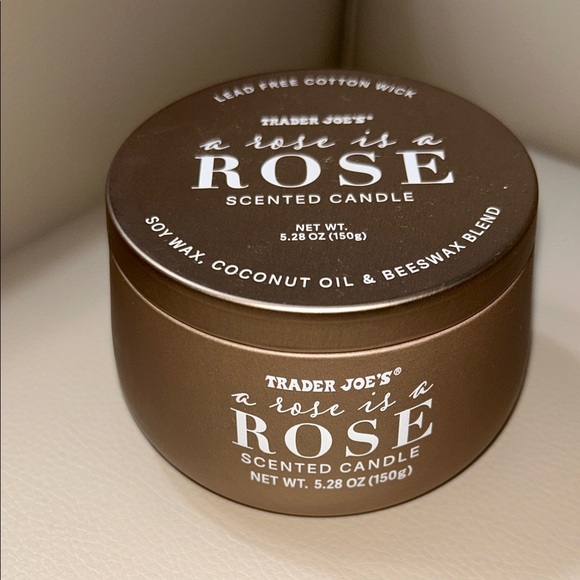 LEAD FREE COTTON WICK
TRADER JOE'S®
a rose is a
ROSE
SCENTED CANDLE
NET WT.
5.28 OZ (150g)
SOY WAX, COCONUT OIL & BEESWAX BLEND
TRADER JOE'S®
a rose is a
ROSE
SCENTED CANDLE
NET WT. 5.28 OZ (150g)